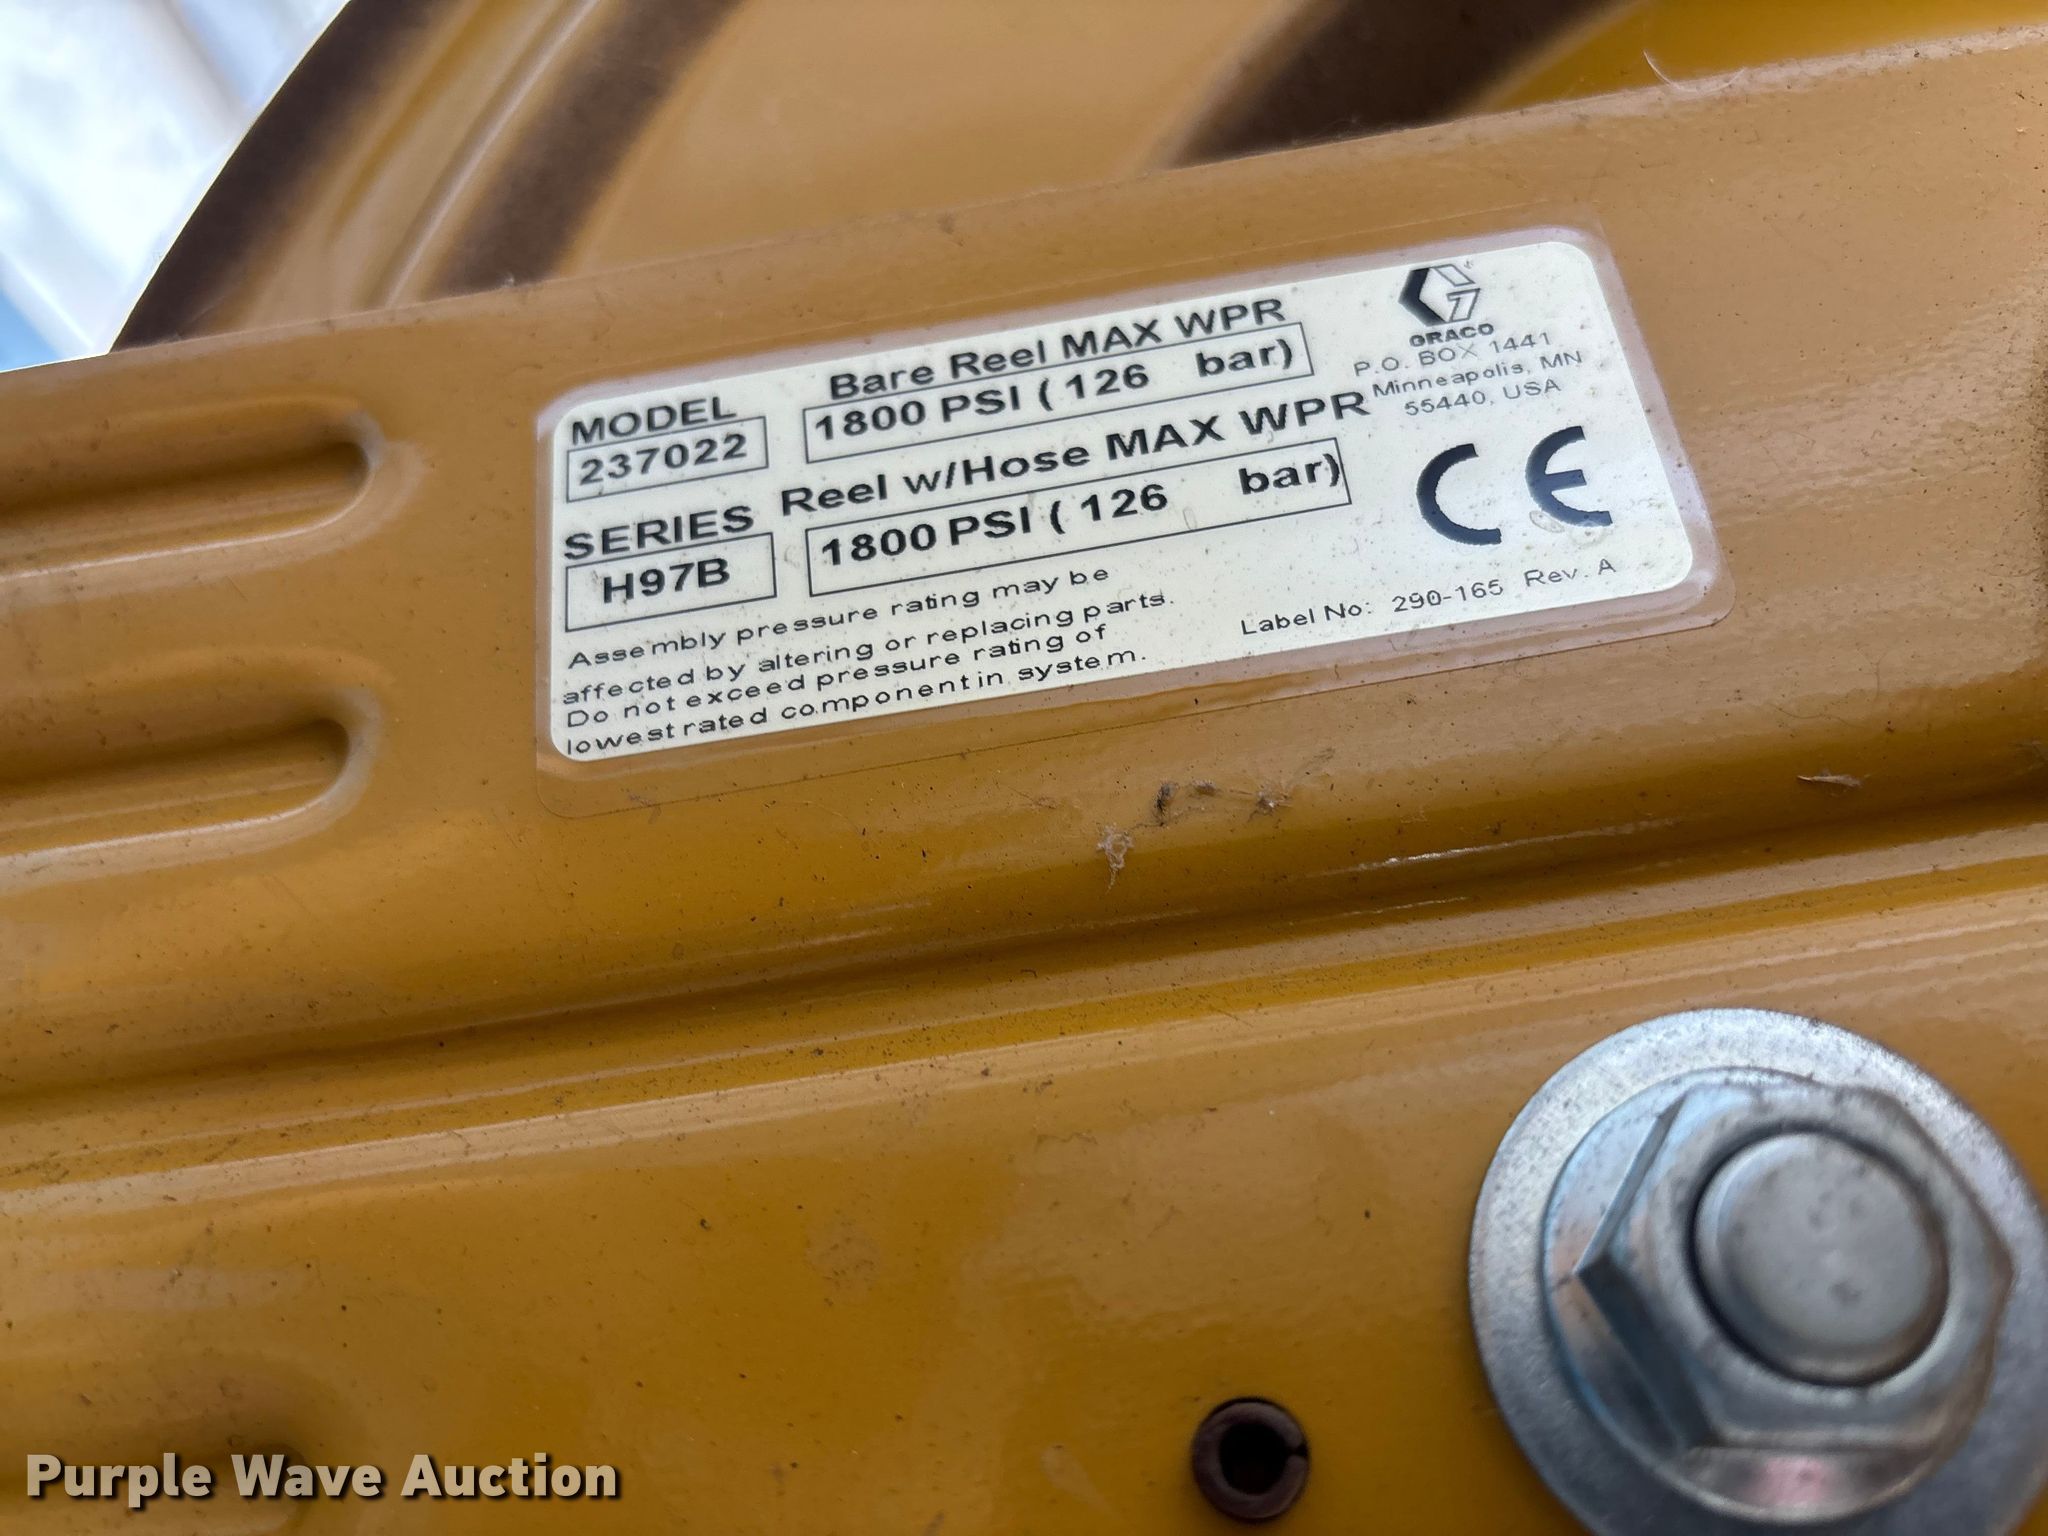 MODEL
237022
SERIES
H97B
Bare Reel MAX WPR
1800 PSI ( 126 bar)
Reel w/Hose MAX WPR
1800 PSI ( 126 bar)
GRACO
P.O. BOX 1441
Minneapolis, MN
55440, USA
CE
Assembly pressure rating may be
affected by altering or replacing parts.
Do not exceed pressure rating of
lowest rated component in system.
Label No: 290-165 Rev. A
Purple Wave Auction